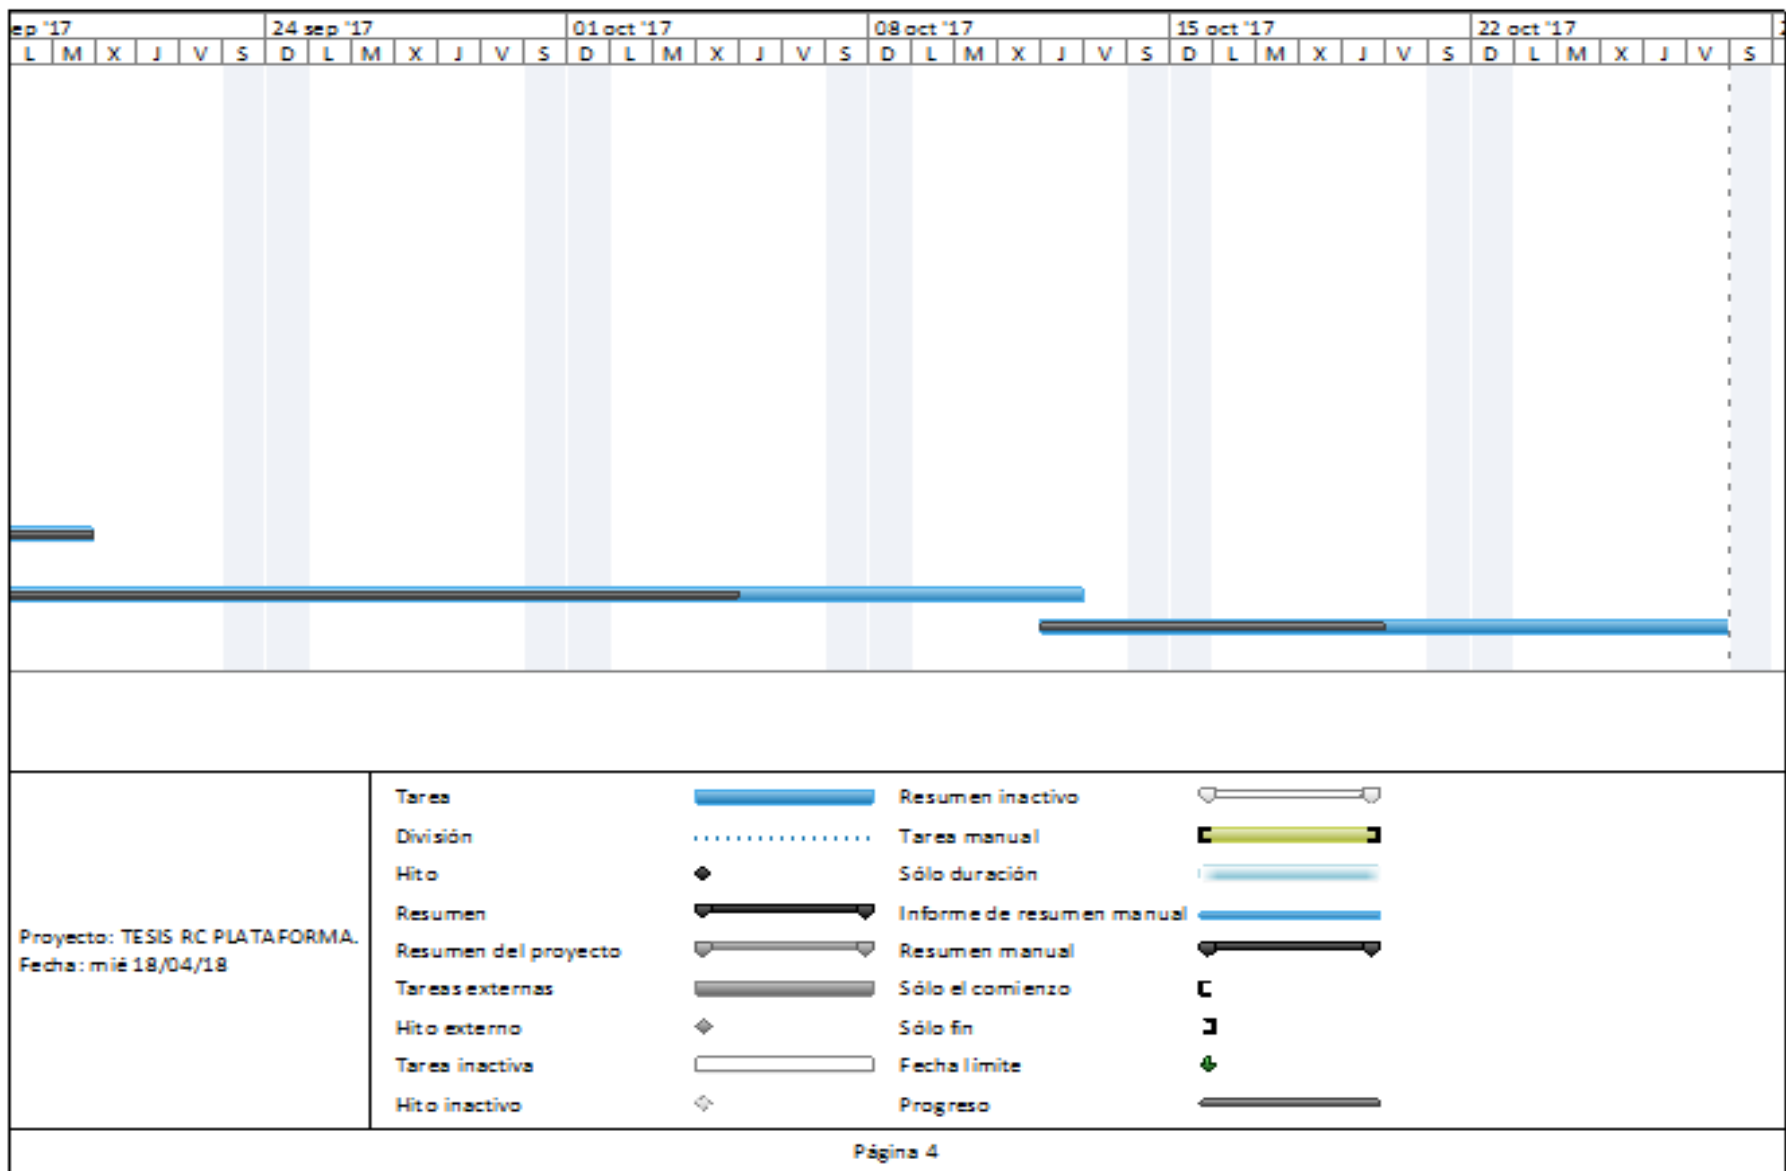 ep '17 24 sep '17 01 oct '17 08 oct '17 15 oct '17 22 oct '17 2
L M X J V S D L M X J V S D L M X J V S D L M X J V S D L M X J V S D L M X J V S
Tarea Resumen inactivo
División Tarea manual
Hito Sólo duración
Resumen Informe de resumen manual
Proyecto: TESIS RC PLATAFORMA.
Fecha: mié 18/04/18
Resumen del proyecto Resumen manual
Tareas externas Sólo el comienzo
Hito externo Sólo fin
Tarea inactiva Fecha límite
Hito inactivo Progreso
Página 4